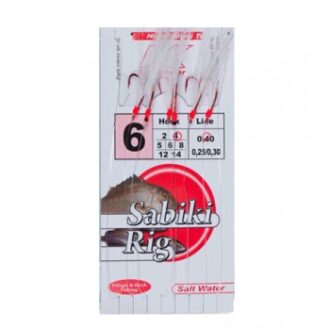 6
Hook Line
2 4 0,40
5 6 8 0,25/0,30
12 14
Sabiki
Rig
Salt Water